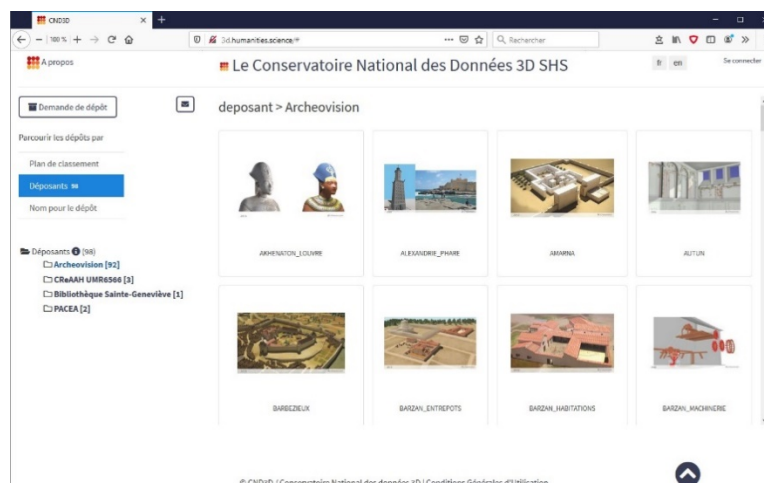 CND3D
100 %
3d.humanities.science/#
Rechercher
A propos
Le Conservatoire National des Données 3D SHS
fr en
Se connecter
Demande de dépôt
deposant > Archeovision
Parcourir les dépôts par
Plan de classement
Déposants 98
Nom pour le dépôt
Déposants (98)
Archeovision [92]
CReAAH UMR6566 [3]
Bibliothèque Sainte-Geneviève [1]
PACEA [2]
AKHENATON_LOUVRE
ALEXANDRIE_PHARE
AMARNA
AUTUN
BARBEZIEUX
BARZAN_ENTREPOTS
BARZAN_HABITATIONS
BARZAN_MACHINERIE
© CND3D / Conservatoire National des données 3D | Conditions Générales d'Utilisation